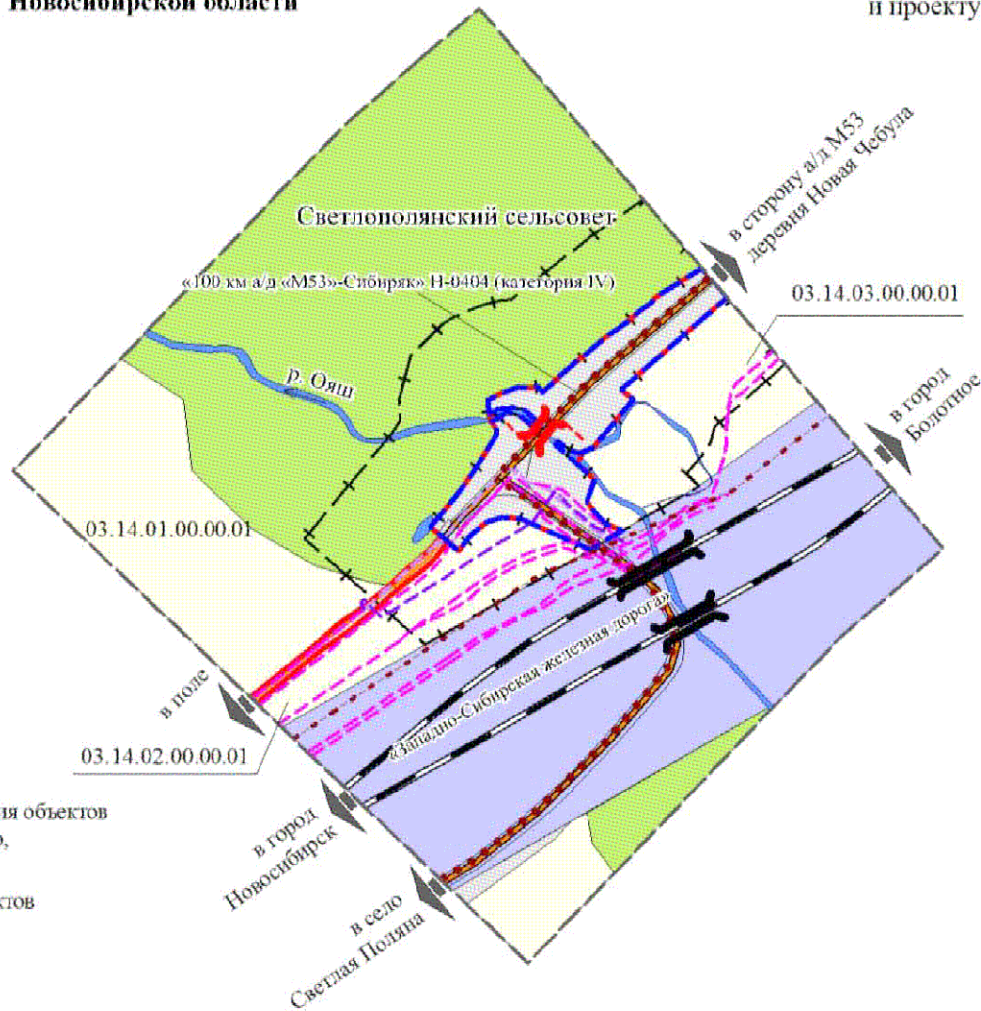 Новосибирской области
и проекту
в сторону а/д М53
деревня Новая Чебула
Светлополянский сельсовет
«100 км а/д «М53»-Сибиряк» Н-0404 (категория IV)
03.14.03.00.00.01
р. Ояш
в город
Болотное
03.14.01.00.00.01
«Западно-Сибирская железная дорога»
в поле
03.14.02.00.00.01
ия объектов
в город
Новосибирск
ктов
в село
Светлая Поляна